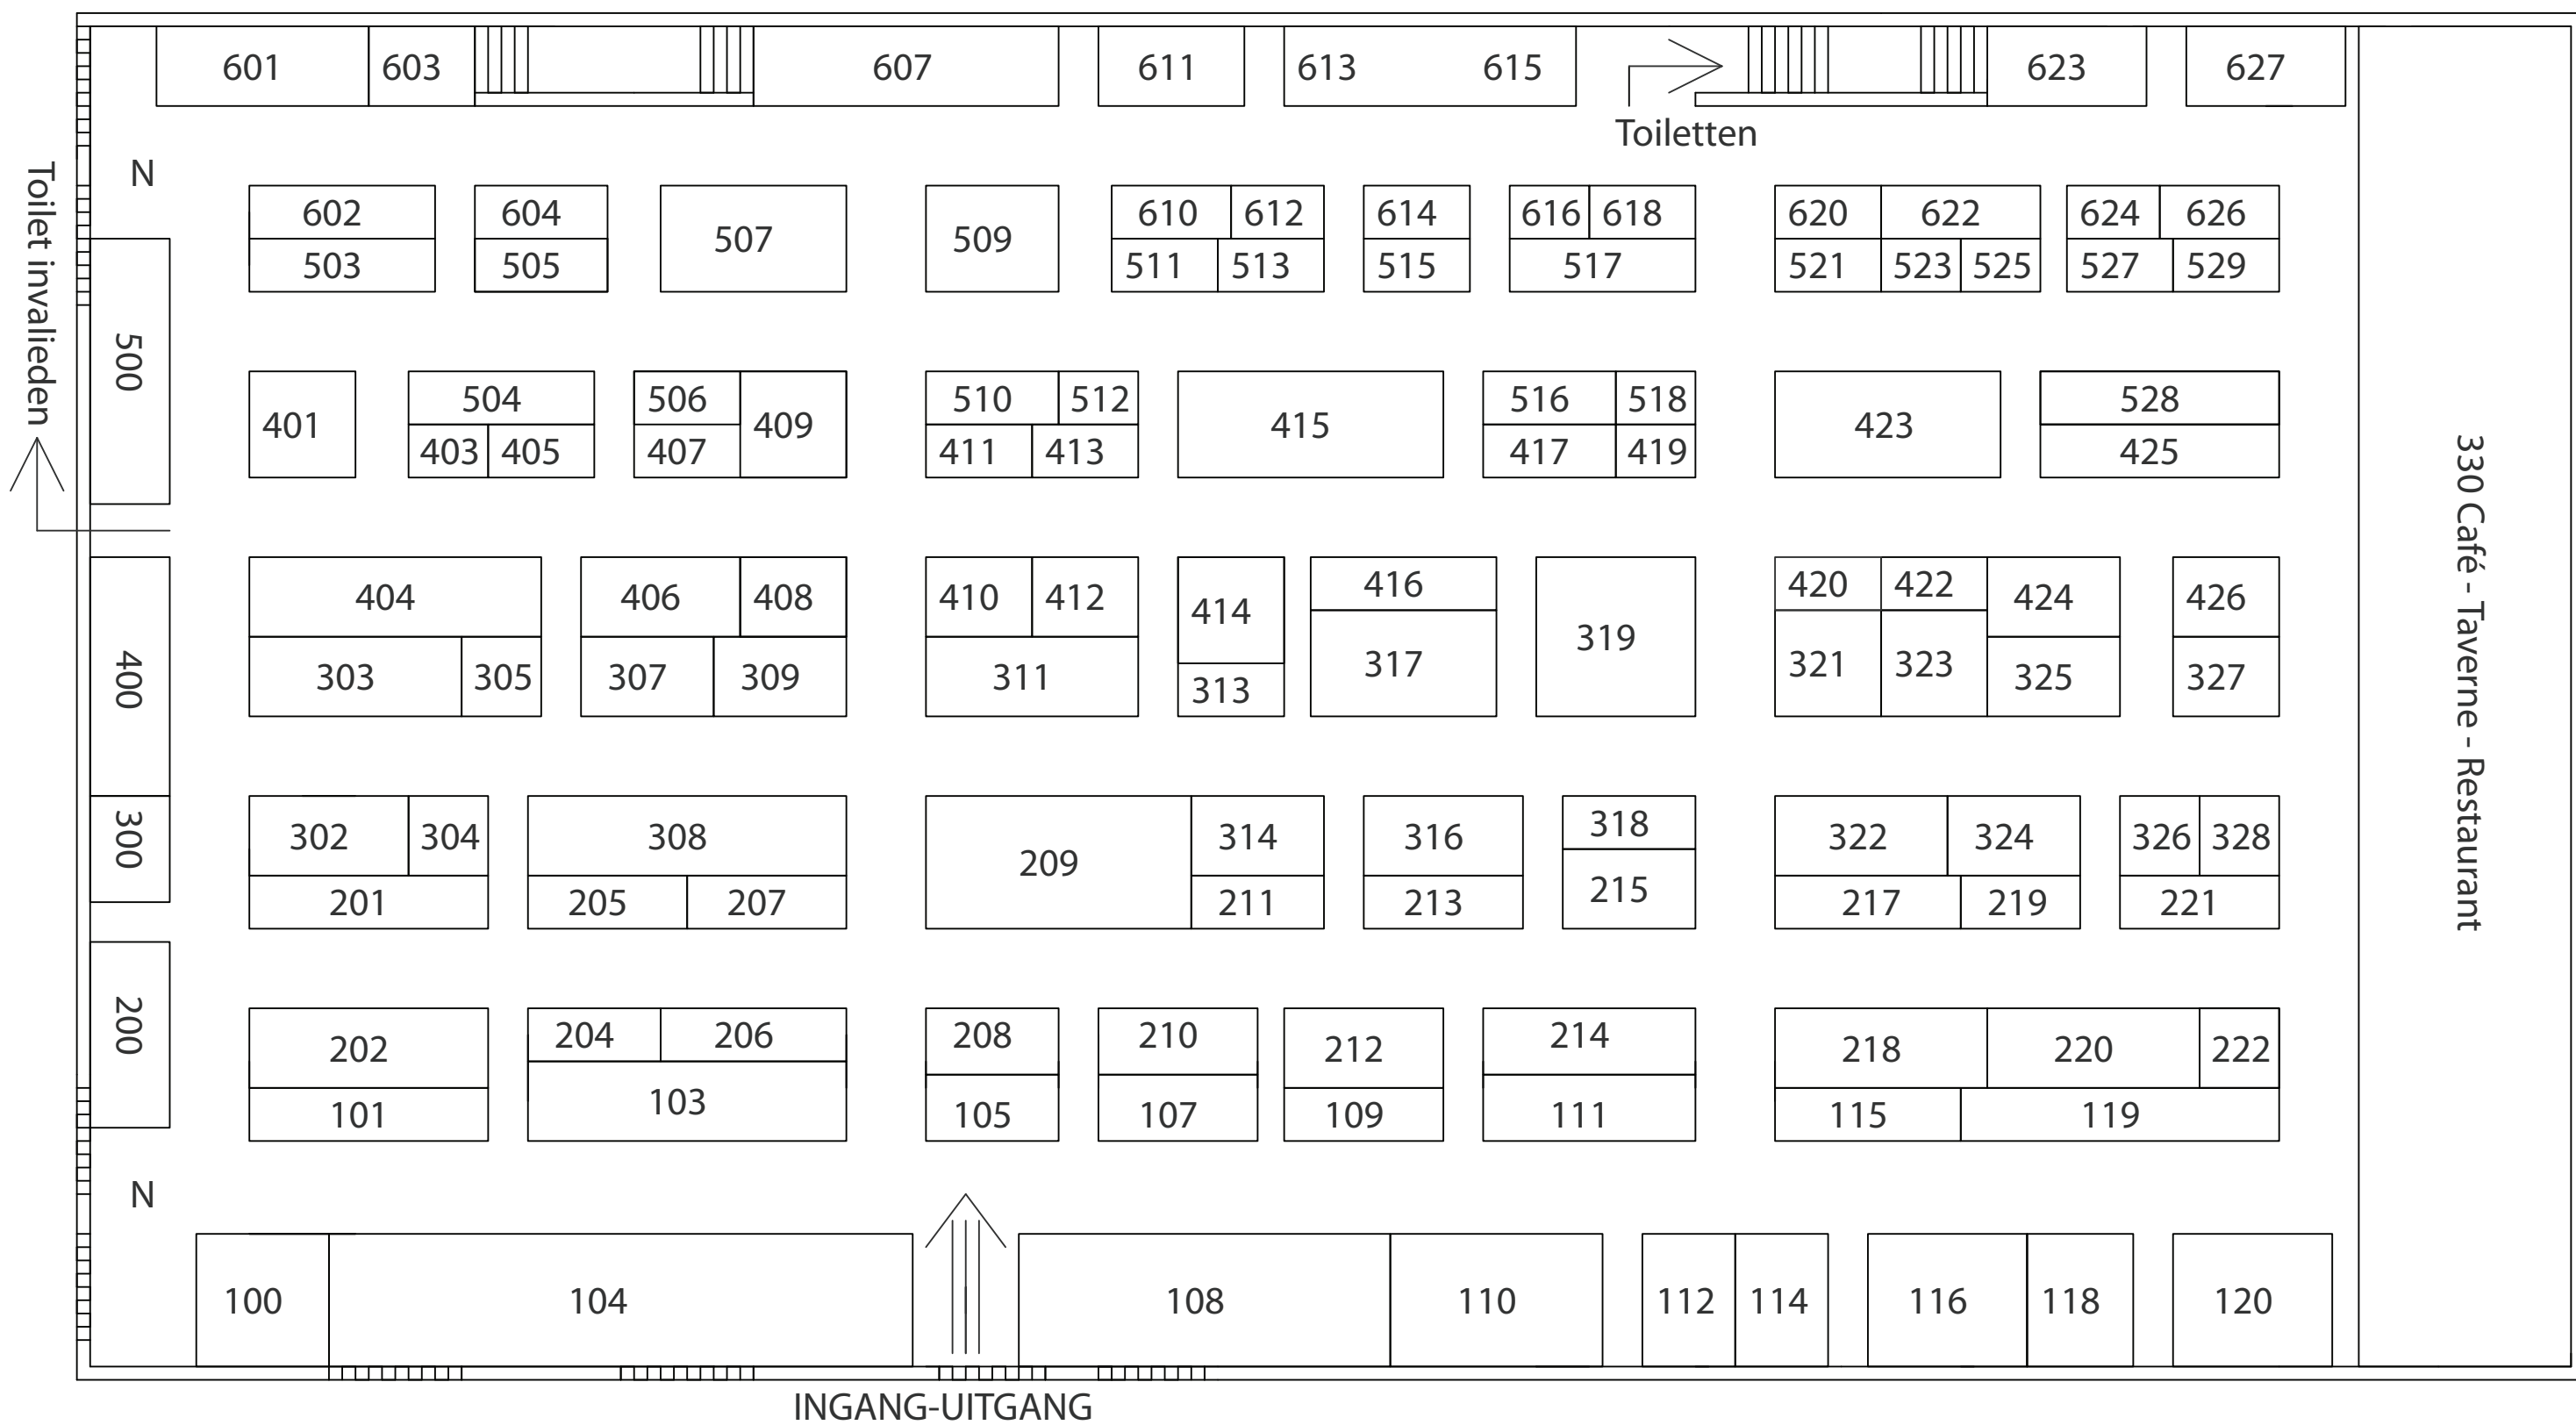 601 603 607 611 613 615 623 627
Toiletten
N
Toilet invalieden
602 604 507 509 610 612 614 616 618 620 622 624 626
503 505 511 513 515 517 521 523 525 527 529
500
401 504 506 409 510 512 415 516 518 423 528
403 405 407 411 413 417 419 425
330 Café - Taverne - Restaurant
400
404 406 408 410 412 414 416 319 420 422 424 426
303 305 307 309 311 313 317 321 323 325 327
300
302 304 308 209 314 316 318 322 324 326 328
201 205 207 211 213 215 217 219 221
200
202 204 206 208 210 212 214 218 220 222
101 103 105 107 109 111 115 119
N
100 104 108 110 112 114 116 118 120
INGANG-UITGANG